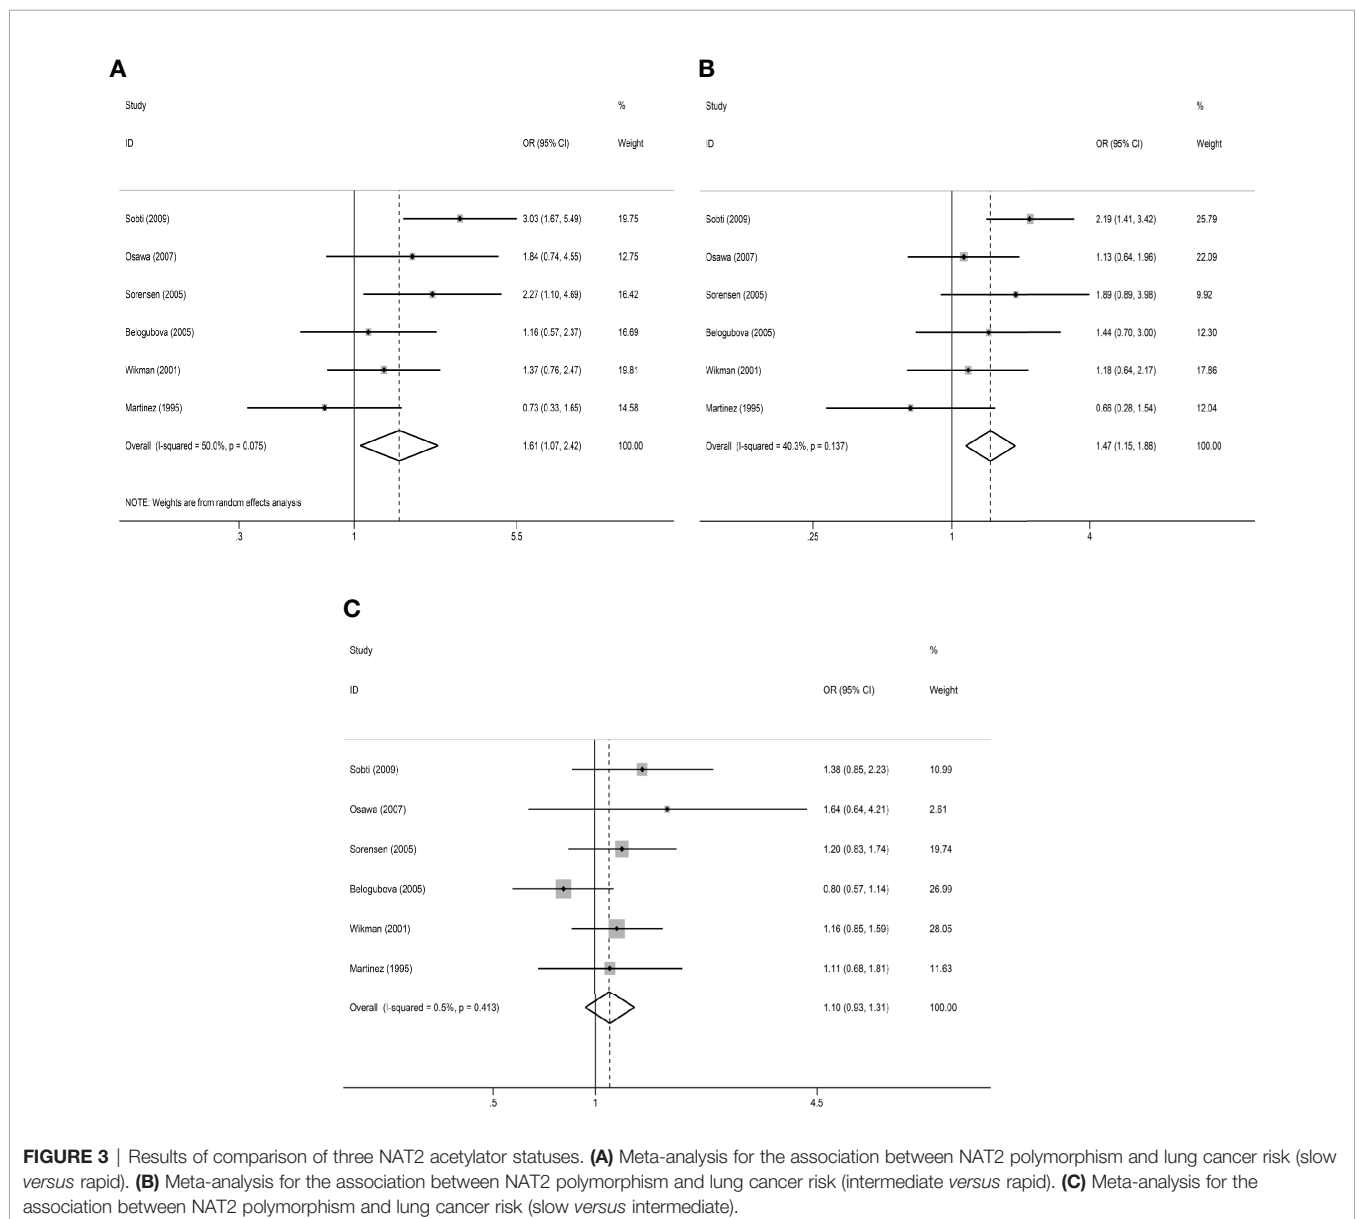 A
Study %
ID OR (95% CI) Weight
Sobti (2009) 3.03 (1.67, 5.49) 19.75
Osawa (2007) 1.84 (0.74, 4.55) 12.75
Sorensen (2005) 2.27 (1.10, 4.69) 16.42
Belogubova (2005) 1.16 (0.57, 2.37) 16.69
Wikman (2001) 1.37 (0.76, 2.47) 19.81
Martinez (1995) 0.73 (0.33, 1.65) 14.58
Overall (I-squared = 50.0%, p = 0.075) 1.61 (1.07, 2.42) 100.00
NOTE: Weights are from random effects analysis
.3 1 5.5
B
Study %
ID OR (95% CI) Weight
Sobti (2009) 2.19 (1.41, 3.42) 25.79
Osawa (2007) 1.13 (0.64, 1.96) 22.09
Sorensen (2005) 1.89 (0.89, 3.98) 9.92
Belogubova (2005) 1.44 (0.70, 3.00) 12.30
Wikman (2001) 1.18 (0.64, 2.17) 17.86
Martinez (1995) 0.66 (0.28, 1.54) 12.04
Overall (I-squared = 40.3%, p = 0.137) 1.47 (1.15, 1.88) 100.00
.25 1 4
C
Study %
ID OR (95% CI) Weight
Sobti (2009) 1.38 (0.85, 2.23) 10.99
Osawa (2007) 1.64 (0.64, 4.21) 2.61
Sorensen (2005) 1.20 (0.83, 1.74) 19.74
Belogubova (2005) 0.80 (0.57, 1.14) 26.99
Wikman (2001) 1.16 (0.85, 1.59) 28.05
Martinez (1995) 1.11 (0.68, 1.81) 11.63
Overall (I-squared = 0.5%, p = 0.413) 1.10 (0.93, 1.31) 100.00
.5 1 4.5
FIGURE 3 | Results of comparison of three NAT2 acetylator statuses. (A) Meta-analysis for the association between NAT2 polymorphism and lung cancer risk (slow
versus rapid). (B) Meta-analysis for the association between NAT2 polymorphism and lung cancer risk (intermediate versus rapid). (C) Meta-analysis for the
association between NAT2 polymorphism and lung cancer risk (slow versus intermediate).